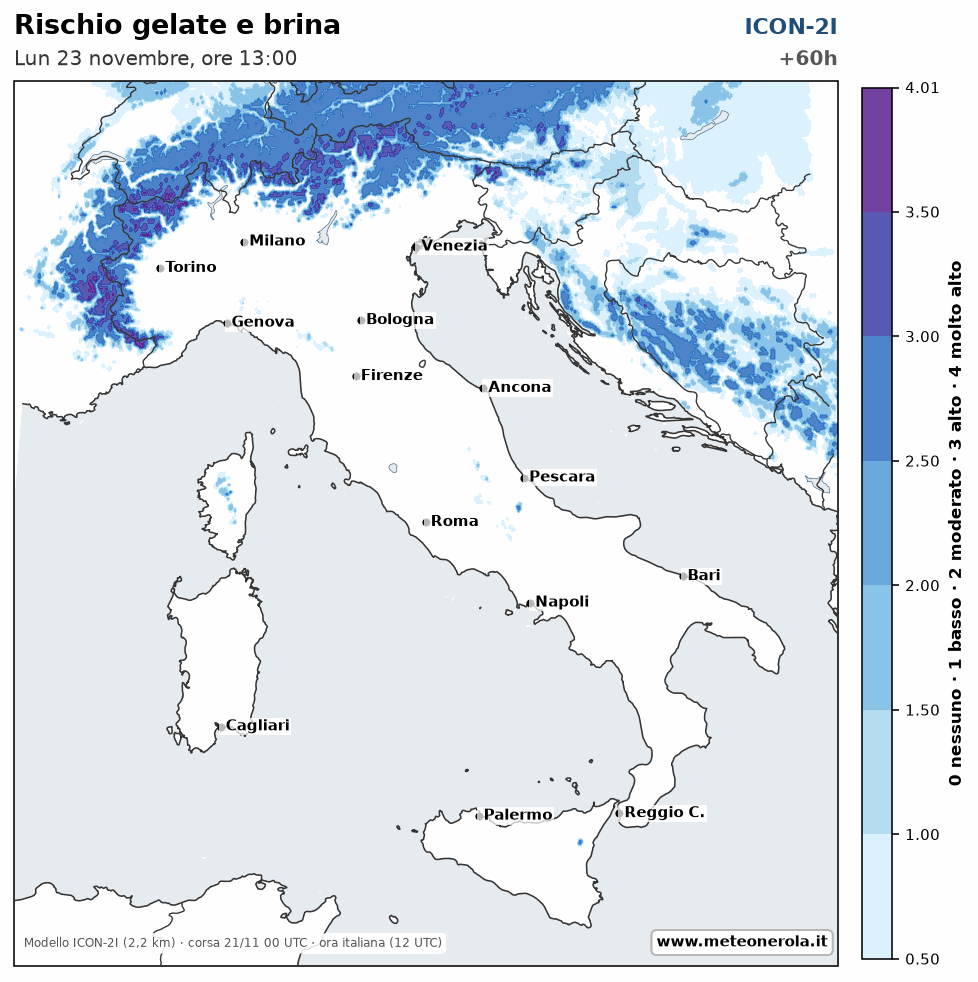 Rischio gelate e brina
ICON-2I
Lun 23 novembre, ore 13:00
+60h
4.01
3.50
3.00
2.50
2.00
1.50
1.00
0.50
0 nessuno · 1 basso · 2 moderato · 3 alto · 4 molto alto
Milano
Venezia
Torino
Genova
Bologna
Firenze
Ancona
Pescara
Roma
Bari
Napoli
Cagliari
Palermo
Reggio C.
Modello ICON-2I (2,2 km) · corsa 21/11 00 UTC · ora italiana (12 UTC)
www.meteonerola.it